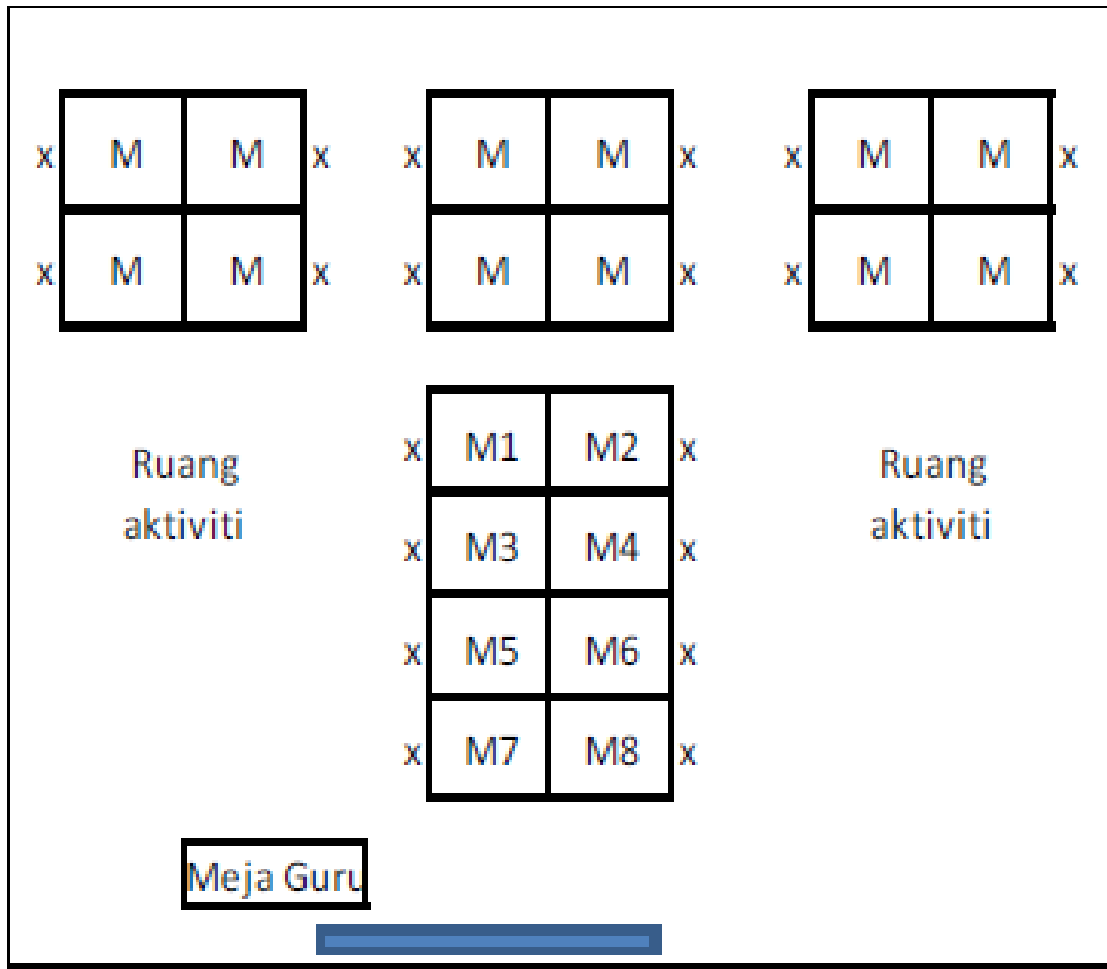 x M M x x M M x x M M x
x M M x x M M x x M M x
x M1 M2 x
Ruang
aktiviti
x M3 M4 x
x M5 M6 x
x M7 M8 x
Ruang
aktiviti
Meja Guru